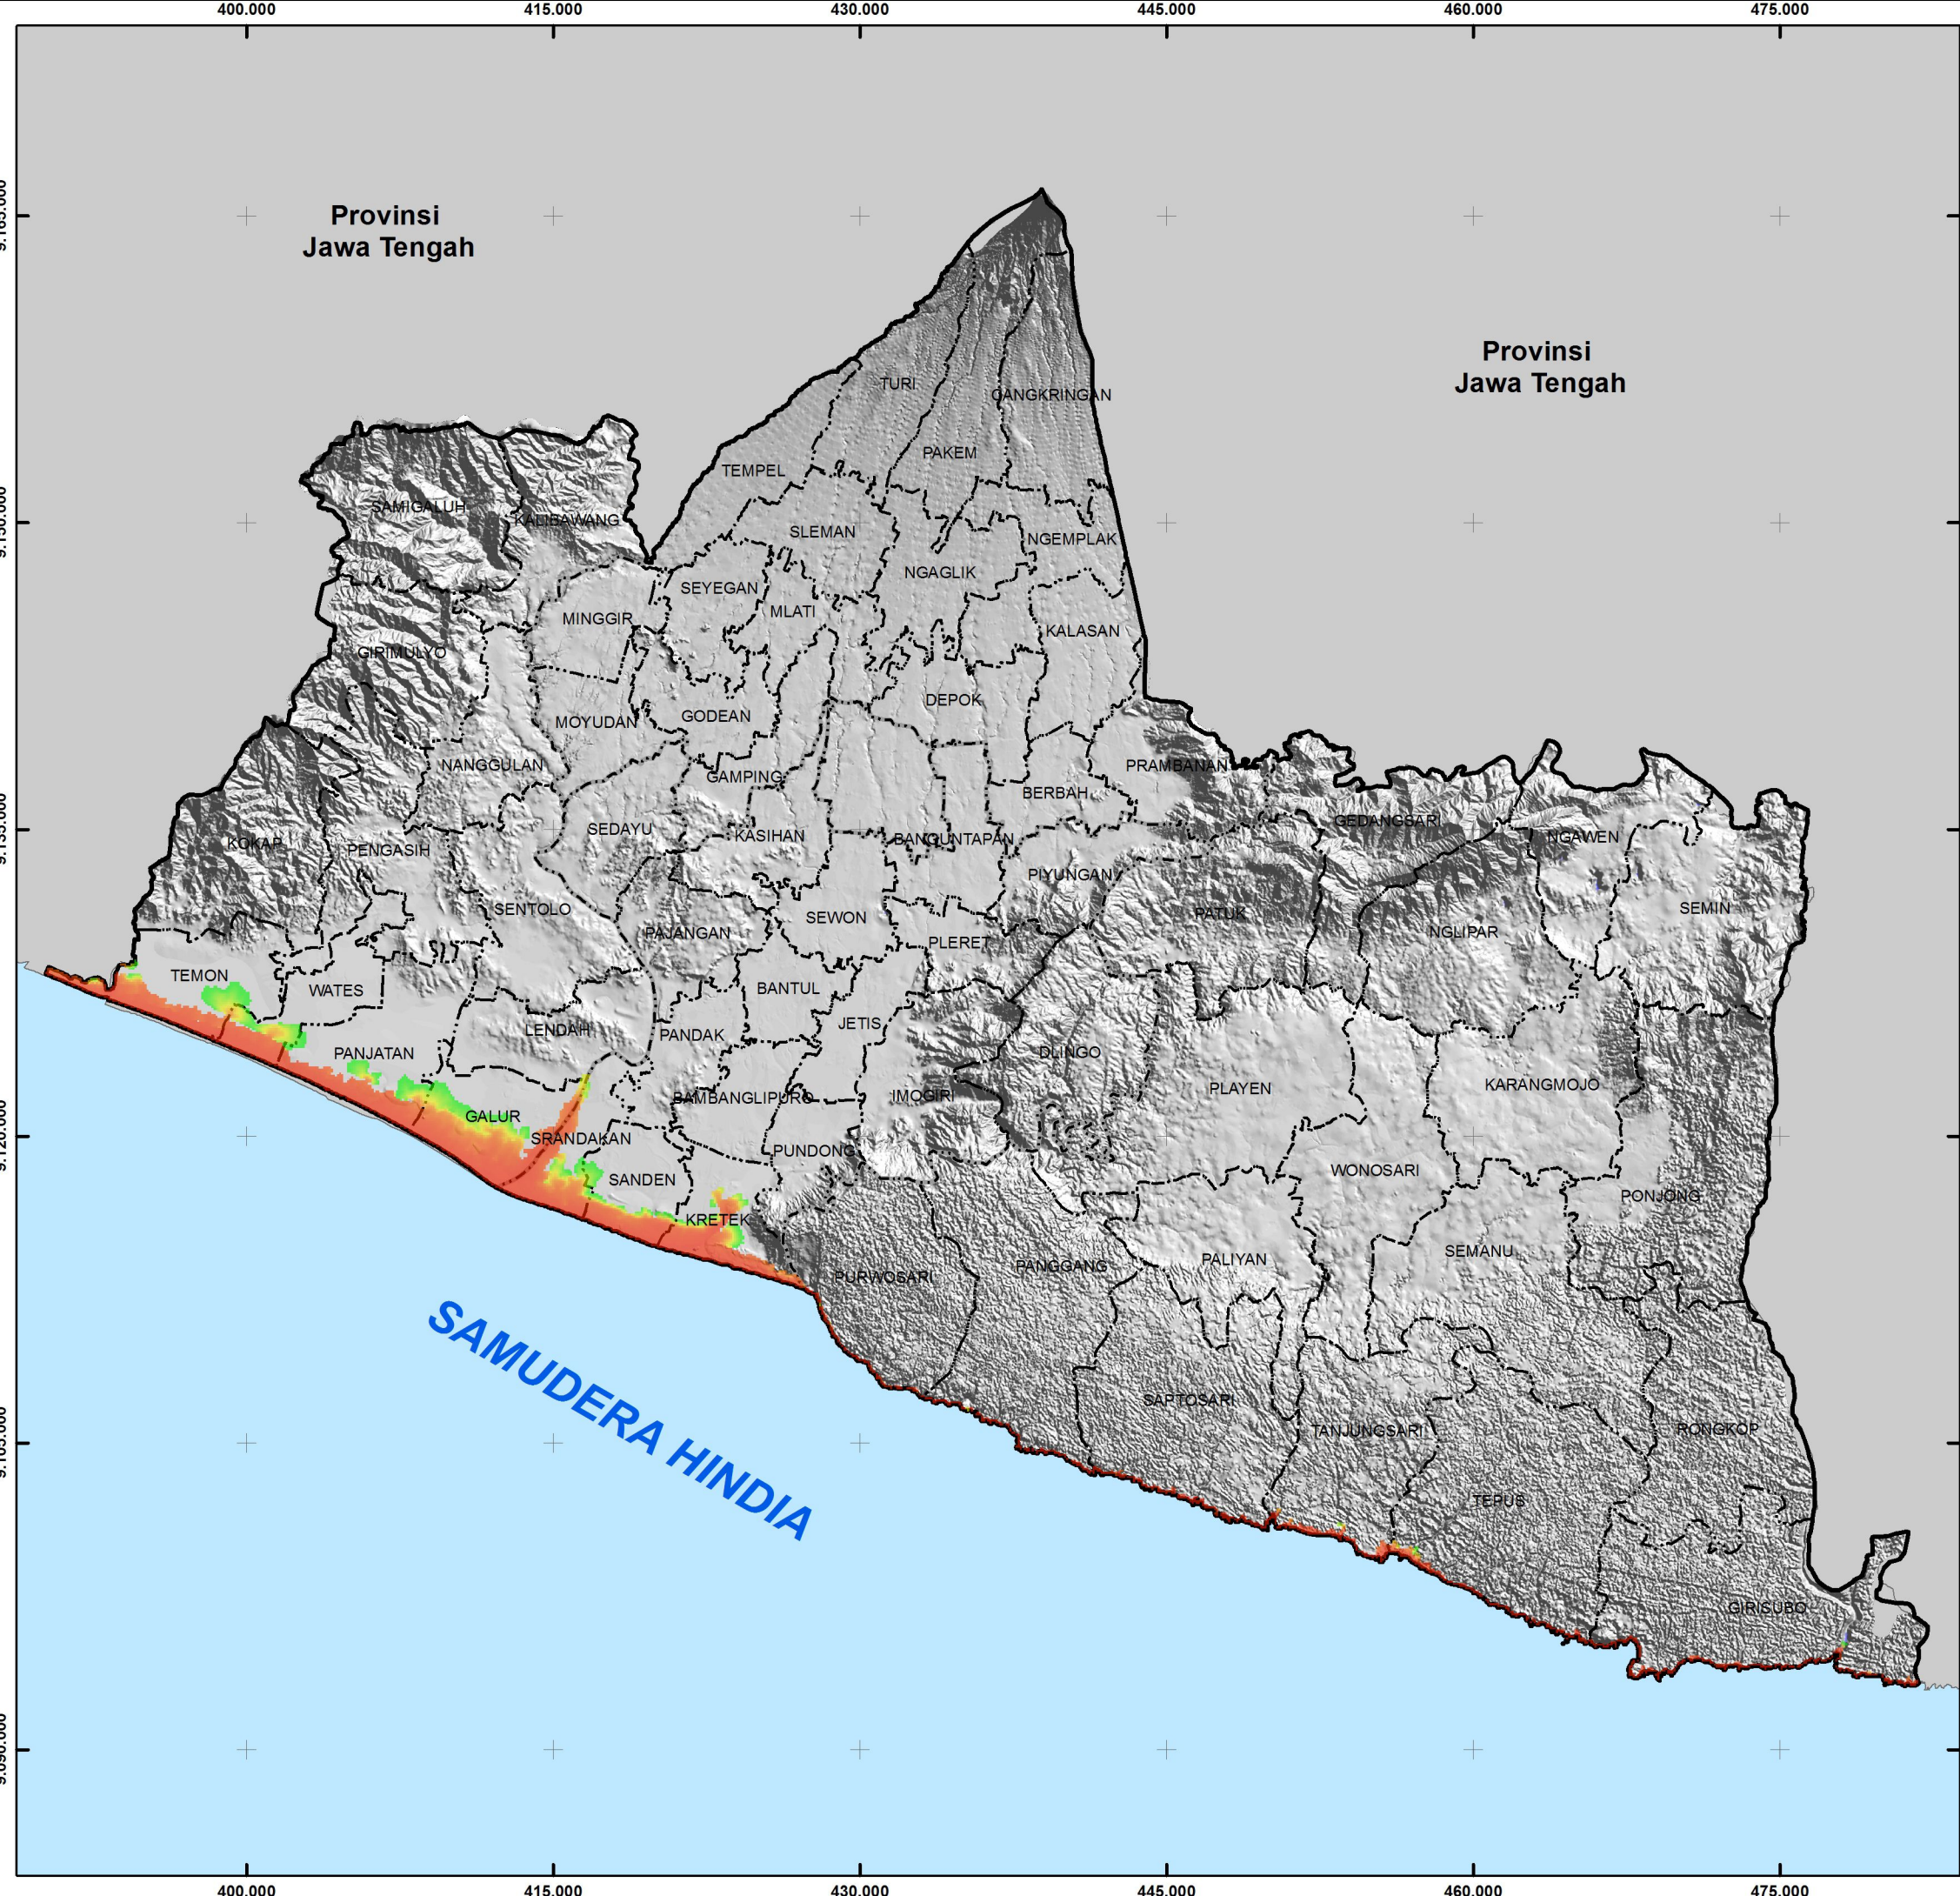 400.000 415.000 430.000 445.000 460.000 475.000
Provinsi
Jawa Tengah
Provinsi
Jawa Tengah
TURI
CANGKRINGAN
PAKEM
TEMPEL
SAMIGALUH
KALIBAWANG
SLEMAN
NGEMPLAK
NGAGLIK
SEYEGAN
MLATI
MINGGIR
KALASAN
GIRIMULYO
DEPOK
GODEAN
MOYUDAN
NANGGULAN
GAMPING
PRAMBANAN
BERBAH
GEDANGSARI
SEDAYU
KASIHAN
BANGUNTAPAN
NGAWEN
KOKAP
PENGASIH
PIYUNGAN
SENTOLO
SEWON
PATUK
SEMIN
PAJANGAN
PLERET
NGLIPAR
TEMON
WATES
BANTUL
LENDAH
PANDAK
JETIS
PANJATAN
DLINGO
PLAYEN
KARANGMOJO
BAMBANGLIPURO
IMOGIRI
GALUR
SRANDAKAN
PUNDONG
WONOSARI
SANDEN
PONJONG
KRETEK
SEMANU
PALIYAN
PANGGANG
PURWOSARI
SAMUDERA HINDIA
SAPTOSARI
TANJUNGSARI
RONGKOP
TEPUS
GIRISUBO
400.000 415.000 430.000 445.000 460.000 475.000